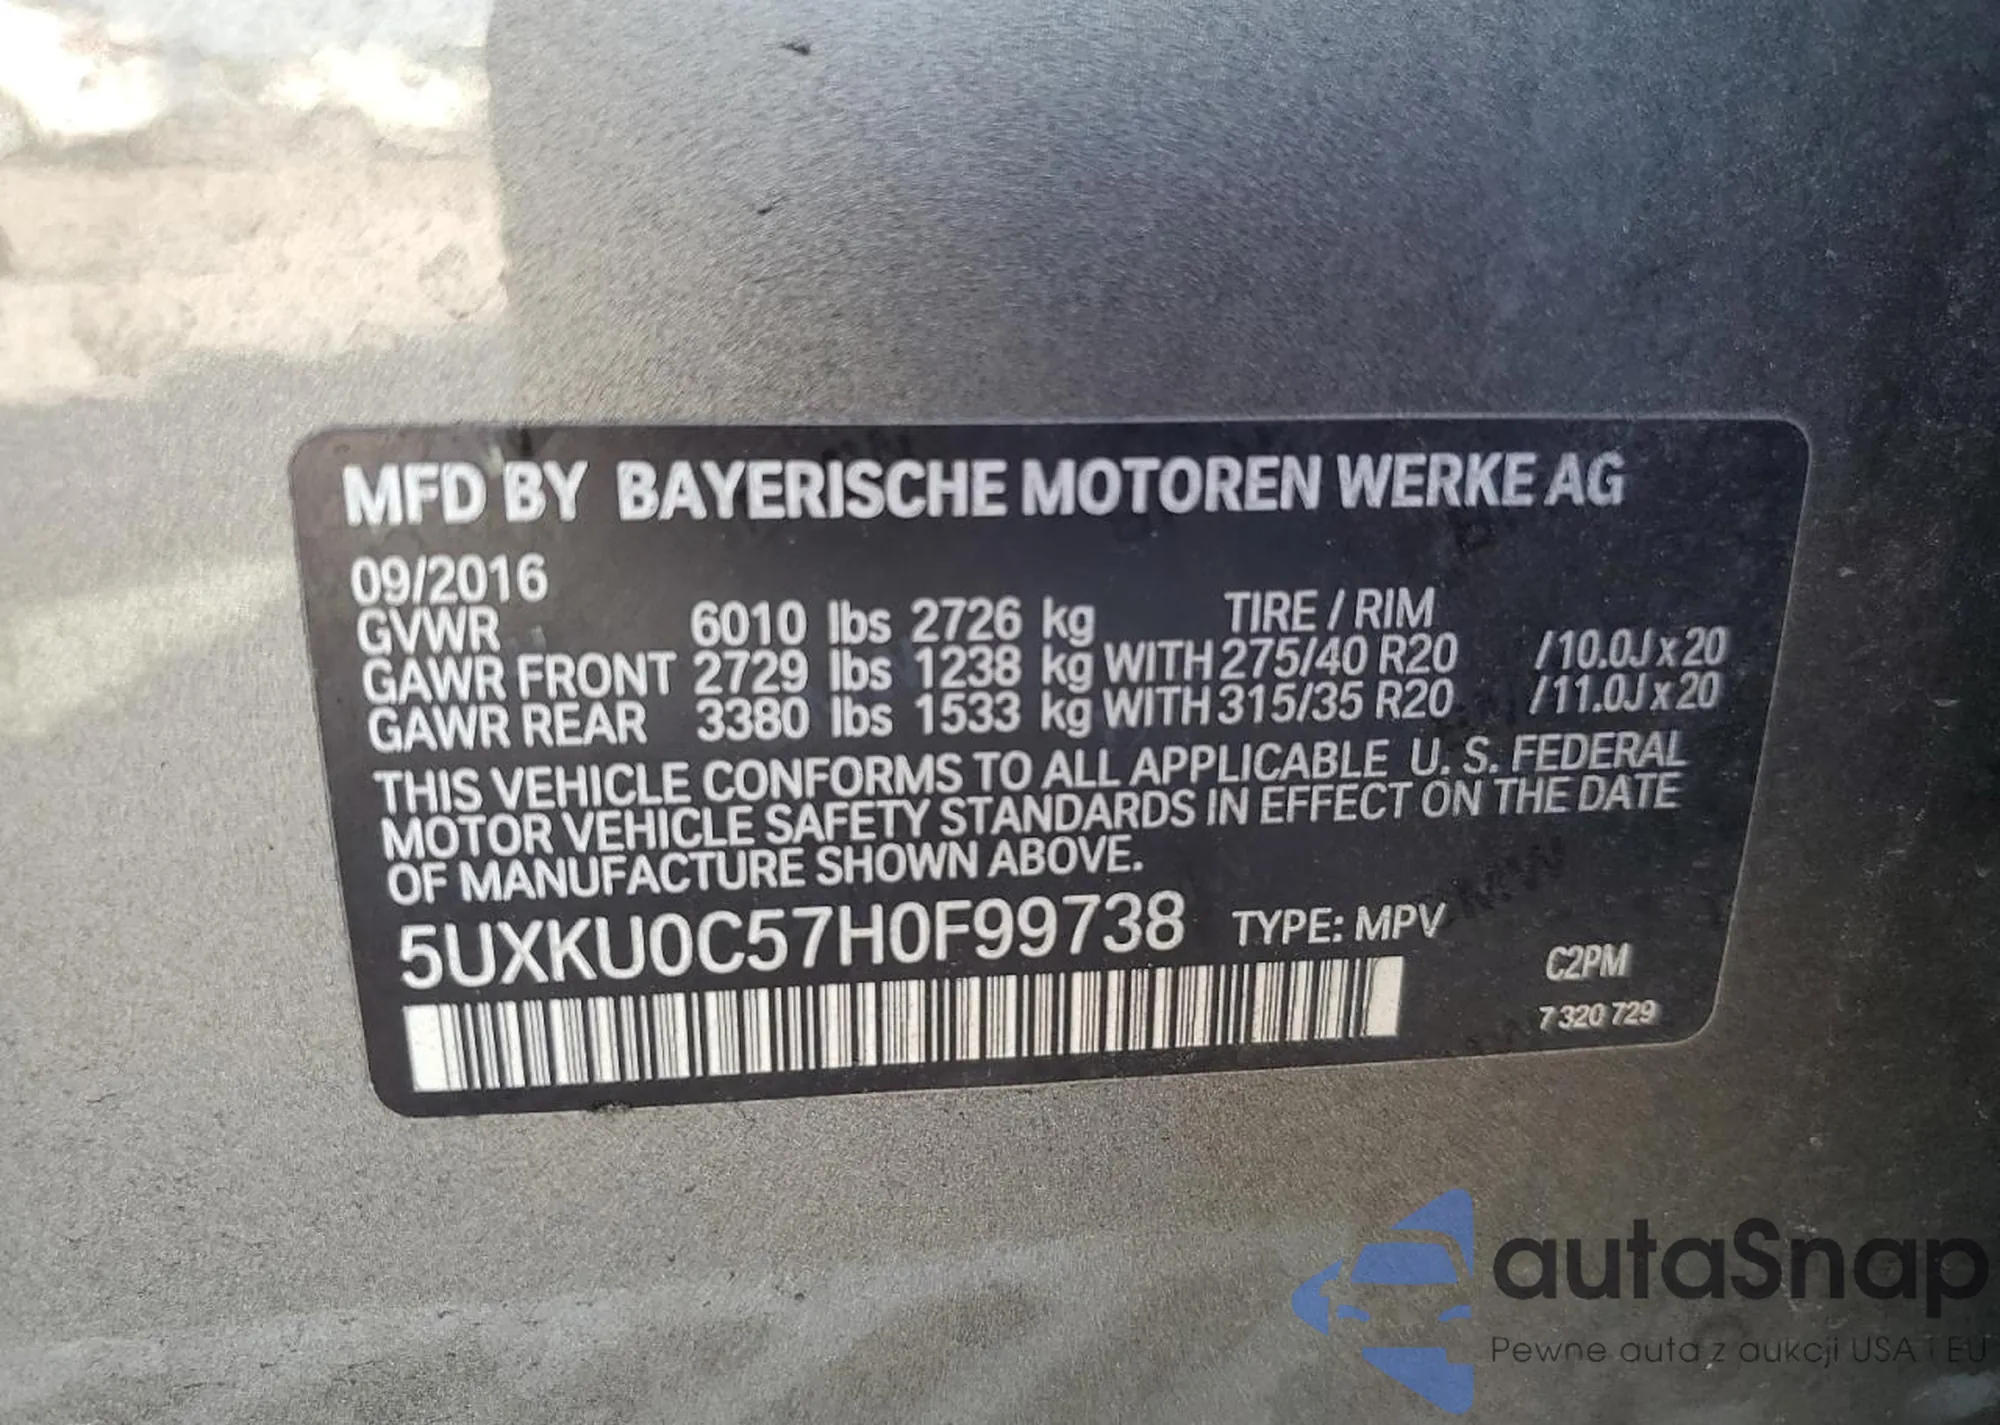 MFD BY BAYERISCHE MOTOREN WERKE AG
09/2016
GVWR 6010 lbs 2726 kg TIRE / RIM
GAWR FRONT 2729 lbs 1238 kg WITH 275/40 R20 /10.0J x 20
GAWR REAR 3380 lbs 1533 kg WITH 315/35 R20 /11.0J x 20
THIS VEHICLE CONFORMS TO ALL APPLICABLE U. S. FEDERAL
MOTOR VEHICLE SAFETY STANDARDS IN EFFECT ON THE DATE
OF MANUFACTURE SHOWN ABOVE.
5UXKU0C57H0F99738 TYPE: MPV
C2PM
7 320 729
autaSnap
Pewne auta z aukcji USA i EU